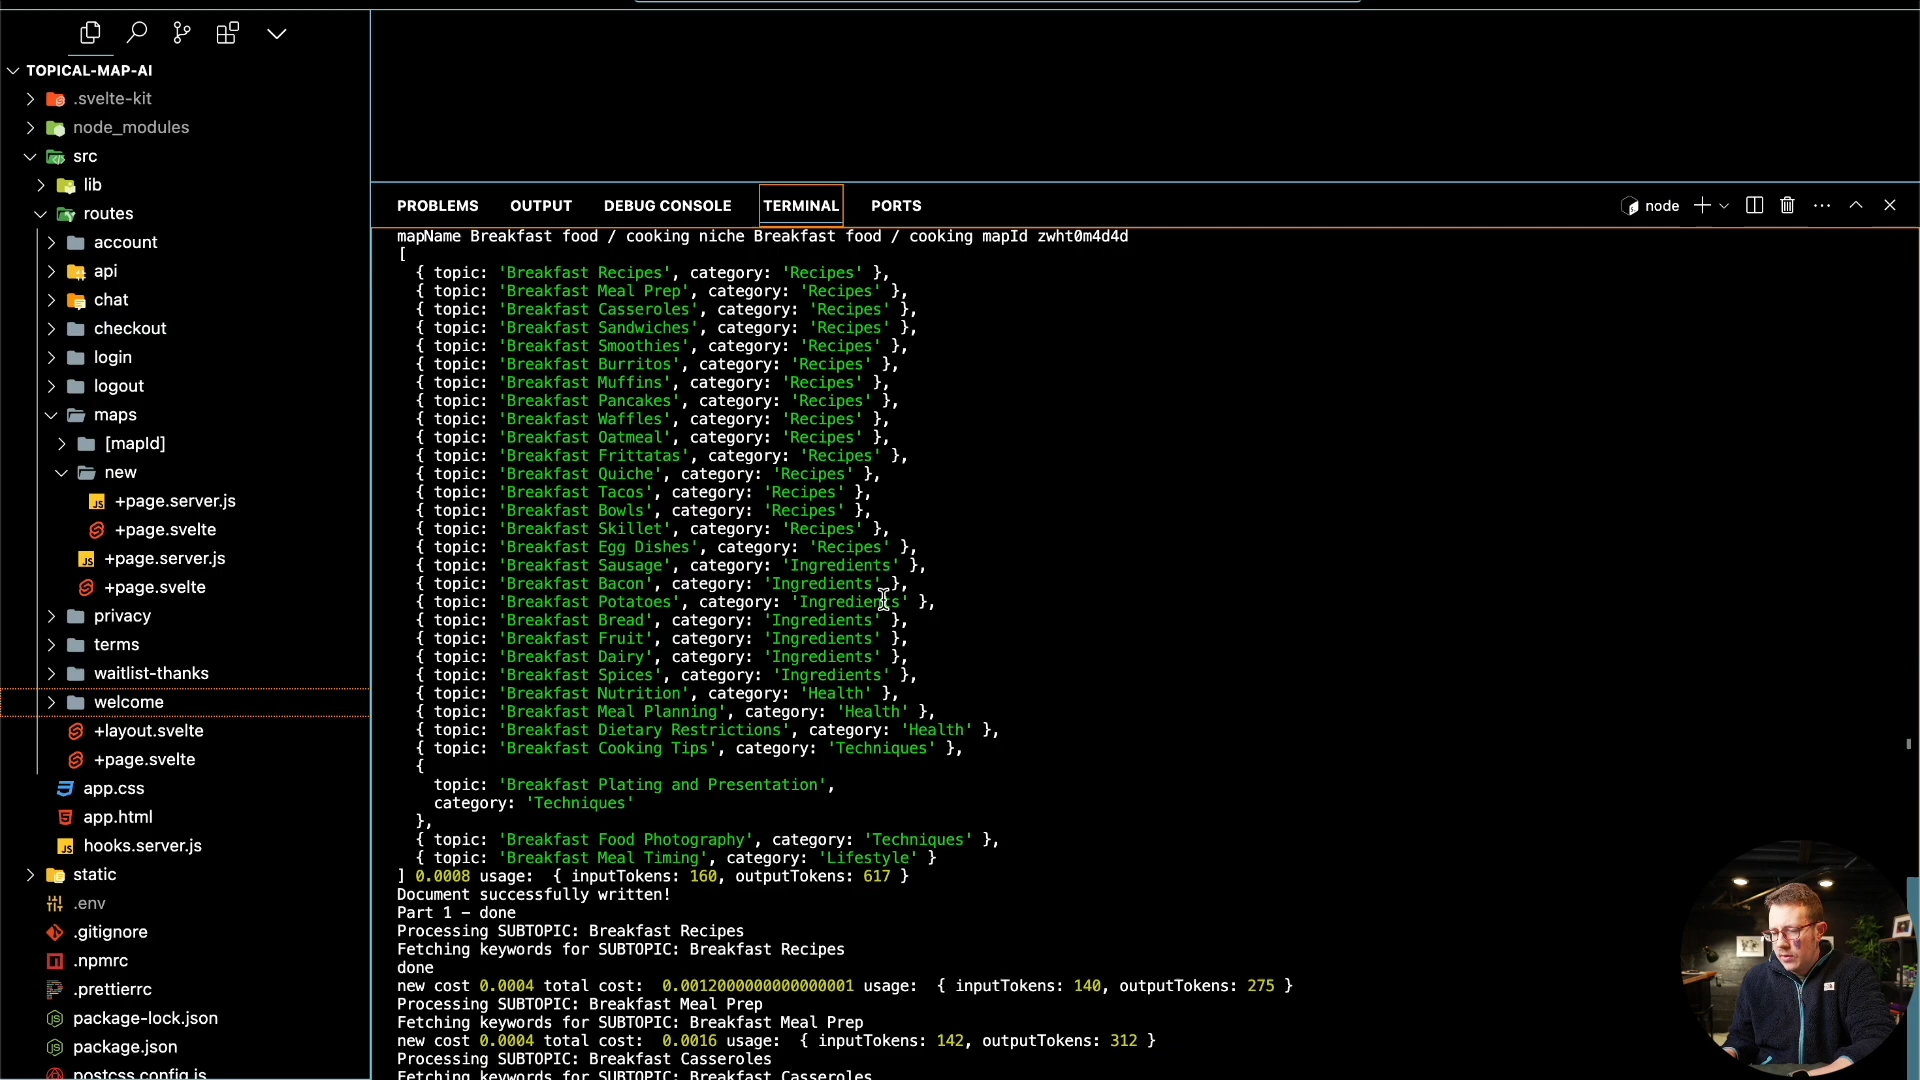 TOPICAL-MAP-AI
.svelte-kit
node_modules
src
lib
routes
account
api
chat
checkout
login
logout
maps
[mapId]
new
+page.server.js
+page.svelte
+page.server.js
+page.svelte
privacy
terms
waitlist-thanks
welcome
+layout.svelte
+page.svelte
app.css
app.html
hooks.server.js
static
.env
.gitignore
.npmrc
.prettierrc
package-lock.json
package.json
postcss.config.js
PROBLEMS OUTPUT DEBUG CONSOLE TERMINAL PORTS node
mapName Breakfast food / cooking niche Breakfast food / cooking mapId zwht0m4d4d
[
{ topic: 'Breakfast Recipes', category: 'Recipes' },
{ topic: 'Breakfast Meal Prep', category: 'Recipes' },
{ topic: 'Breakfast Casseroles', category: 'Recipes' },
{ topic: 'Breakfast Sandwiches', category: 'Recipes' },
{ topic: 'Breakfast Smoothies', category: 'Recipes' },
{ topic: 'Breakfast Burritos', category: 'Recipes' },
{ topic: 'Breakfast Muffins', category: 'Recipes' },
{ topic: 'Breakfast Pancakes', category: 'Recipes' },
{ topic: 'Breakfast Waffles', category: 'Recipes' },
{ topic: 'Breakfast Oatmeal', category: 'Recipes' },
{ topic: 'Breakfast Frittatas', category: 'Recipes' },
{ topic: 'Breakfast Quiche', category: 'Recipes' },
{ topic: 'Breakfast Tacos', category: 'Recipes' },
{ topic: 'Breakfast Bowls', category: 'Recipes' },
{ topic: 'Breakfast Skillet', category: 'Recipes' },
{ topic: 'Breakfast Egg Dishes', category: 'Recipes' },
{ topic: 'Breakfast Sausage', category: 'Ingredients' },
{ topic: 'Breakfast Bacon', category: 'Ingredients' },
{ topic: 'Breakfast Potatoes', category: 'Ingredients' },
{ topic: 'Breakfast Bread', category: 'Ingredients' },
{ topic: 'Breakfast Fruit', category: 'Ingredients' },
{ topic: 'Breakfast Dairy', category: 'Ingredients' },
{ topic: 'Breakfast Spices', category: 'Ingredients' },
{ topic: 'Breakfast Nutrition', category: 'Health' },
{ topic: 'Breakfast Meal Planning', category: 'Health' },
{ topic: 'Breakfast Dietary Restrictions', category: 'Health' },
{ topic: 'Breakfast Cooking Tips', category: 'Techniques' },
{
topic: 'Breakfast Plating and Presentation',
category: 'Techniques'
},
{ topic: 'Breakfast Food Photography', category: 'Techniques' },
{ topic: 'Breakfast Meal Timing', category: 'Lifestyle' }
] 0.0008 usage: { inputTokens: 160, outputTokens: 617 }
Document successfully written!
Part 1 – done
Processing SUBTOPIC: Breakfast Recipes
Fetching keywords for SUBTOPIC: Breakfast Recipes
done
new cost 0.0004 total cost: 0.0012000000000000001 usage: { inputTokens: 140, outputTokens: 275 }
Processing SUBTOPIC: Breakfast Meal Prep
Fetching keywords for SUBTOPIC: Breakfast Meal Prep
new cost 0.0004 total cost: 0.0016 usage: { inputTokens: 142, outputTokens: 312 }
Processing SUBTOPIC: Breakfast Casseroles
Fetching keywords for SUBTOPIC: Breakfast Casseroles